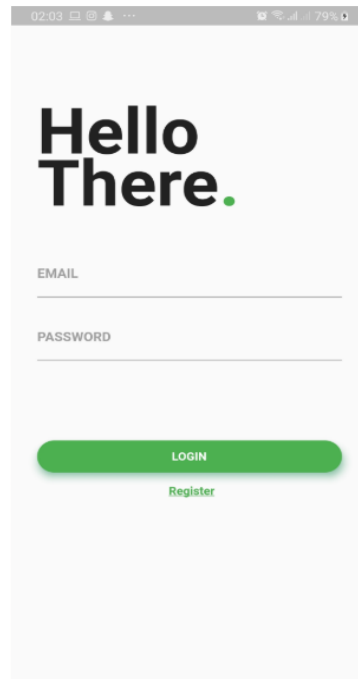 02:03 ...
79%
Hello
There.
EMAIL
PASSWORD
LOGIN
Register